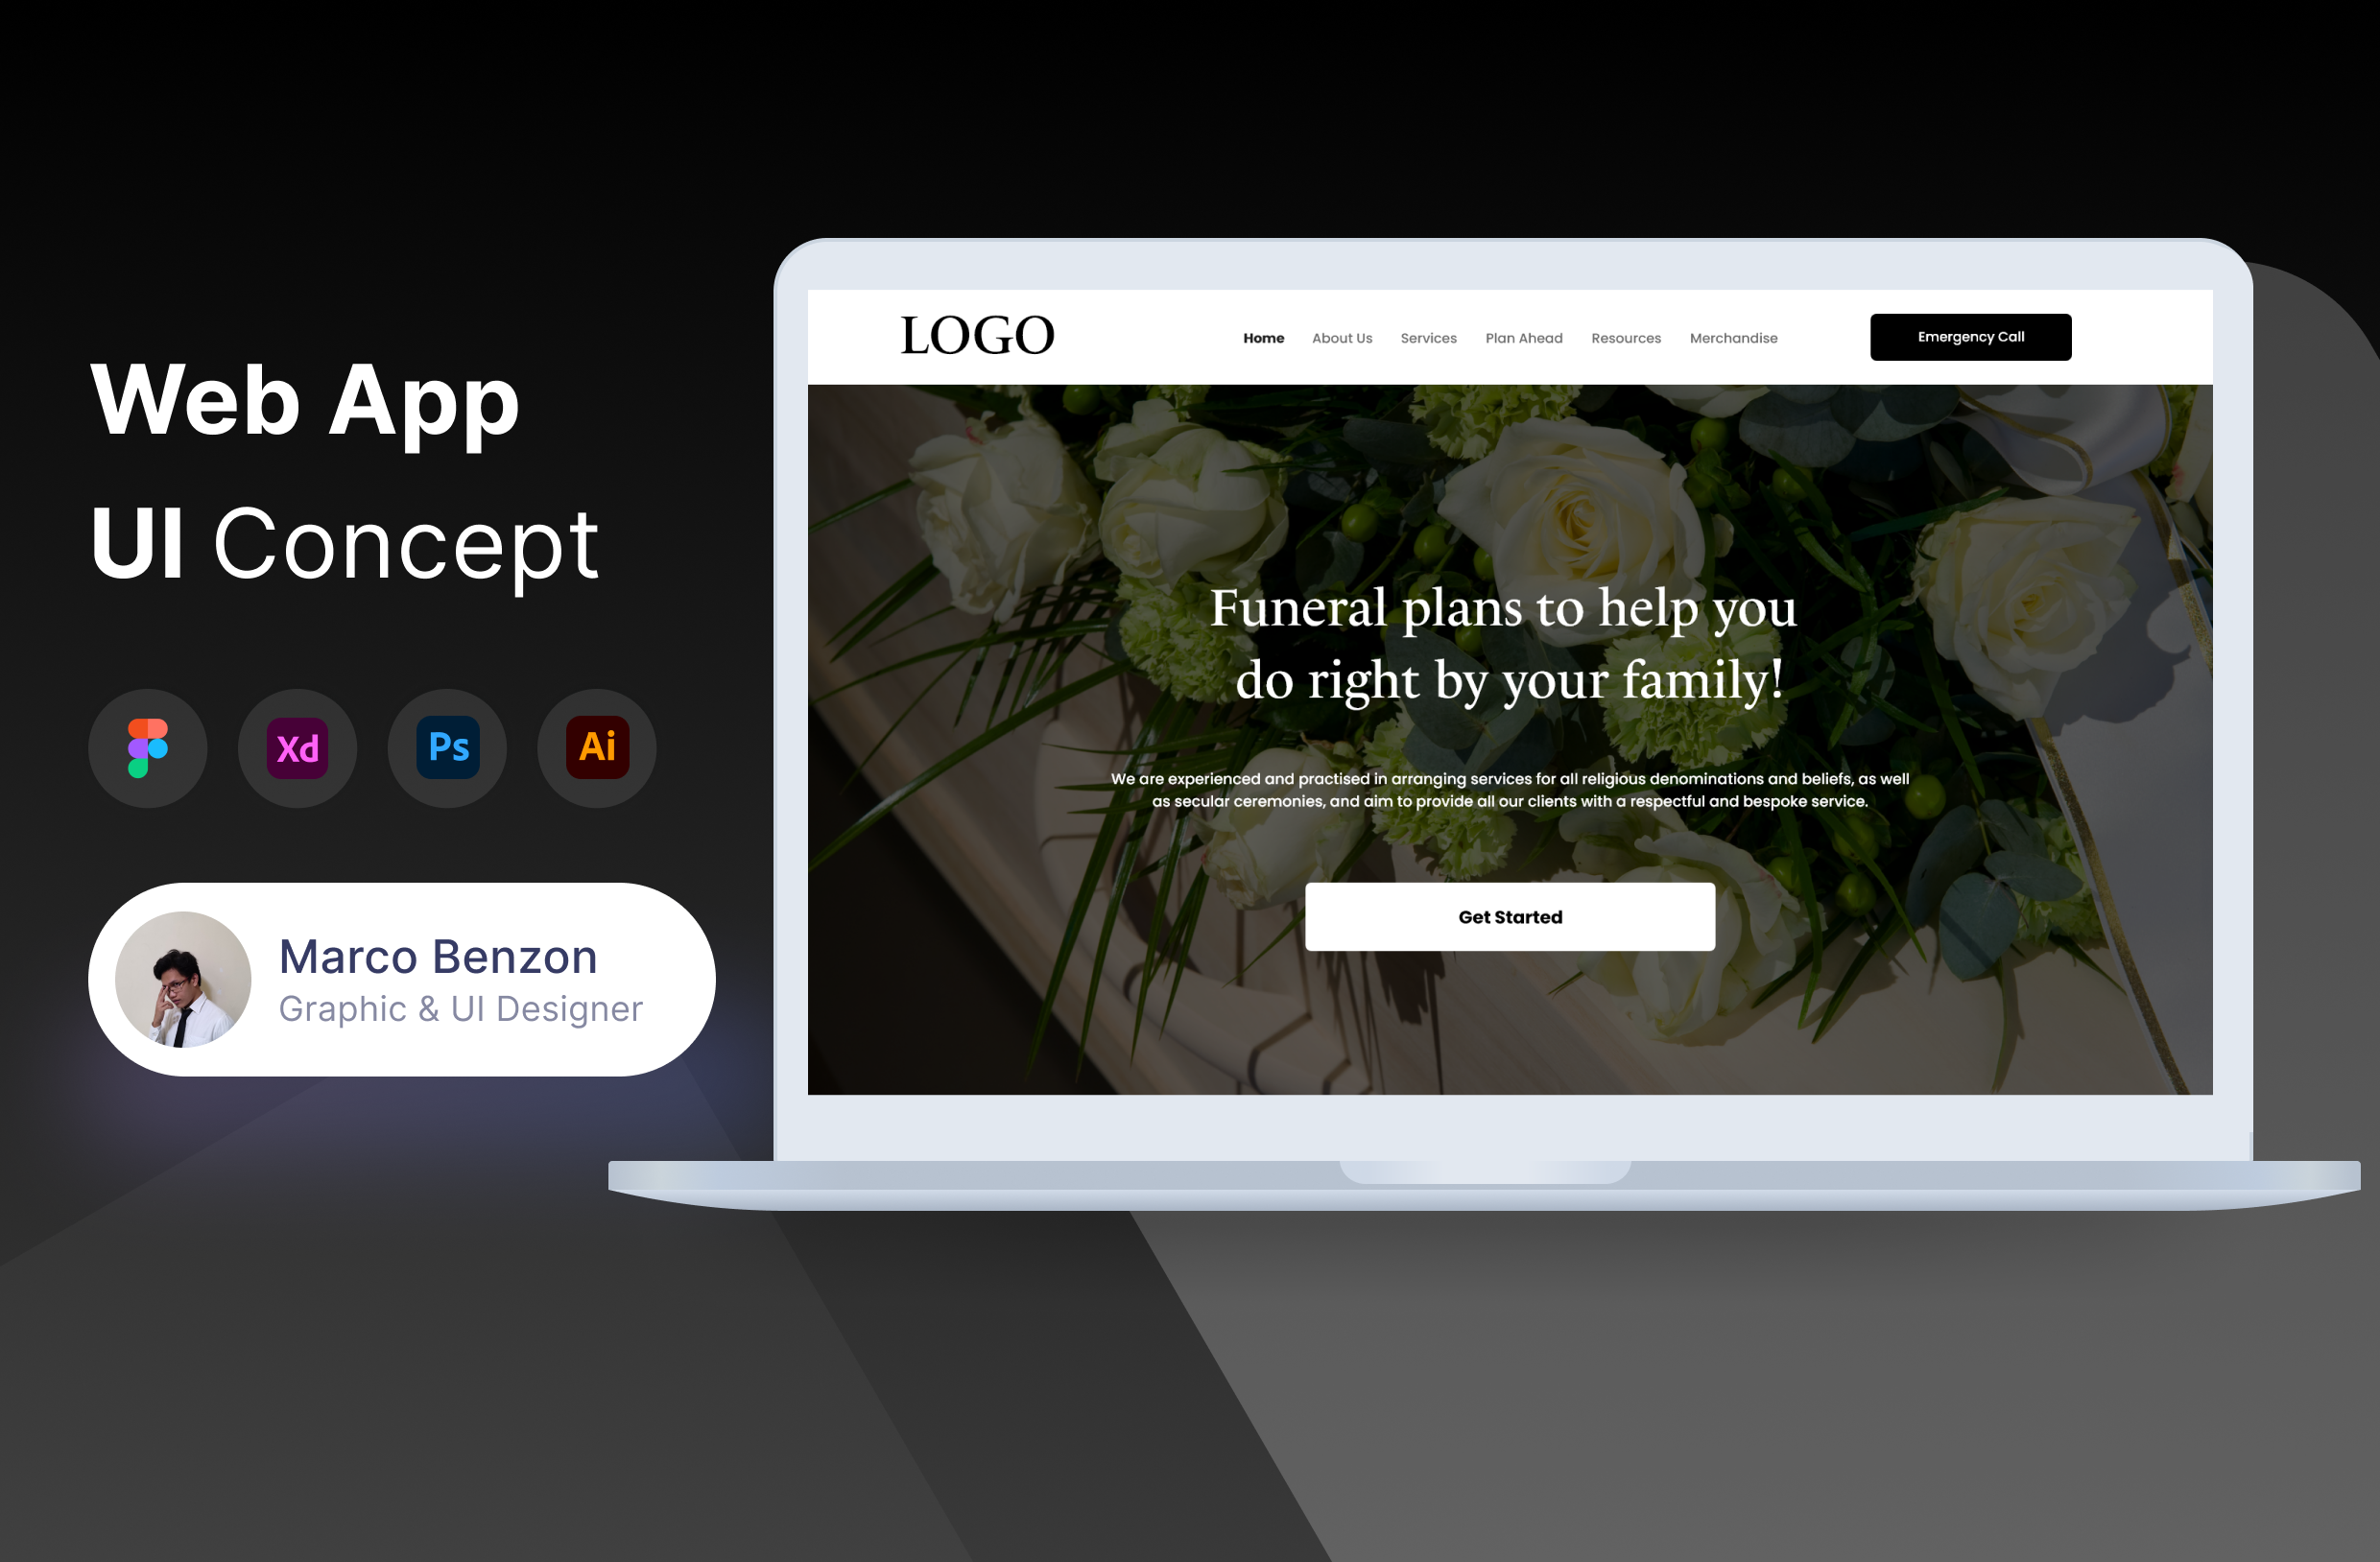 Web App
UI Concept
Xd
Ps
Ai
Marco Benzon
Graphic & UI Designer
LOGO
Home About Us Services Plan Ahead Resources Merchandise
Emergency Call
Funeral plans to help you
do right by your family!
We are experienced and practised in arranging services for all religious denominations and beliefs, as well
as secular ceremonies, and aim to provide all our clients with a respectful and bespoke service.
Get Started